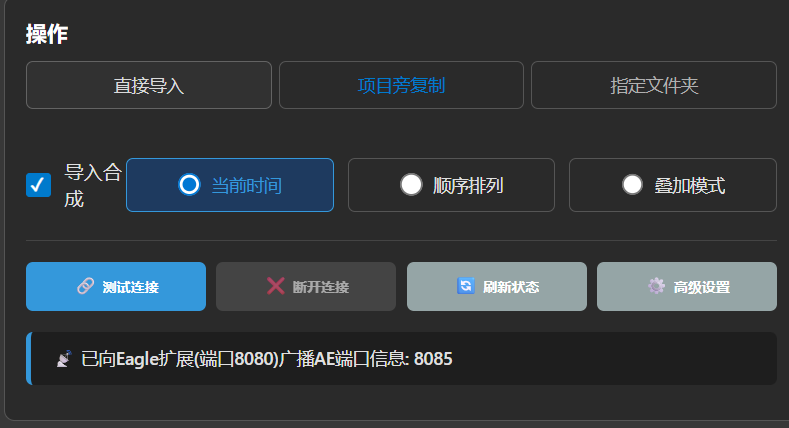 操作
直接导入 项目旁复制 指定文件夹
导入合
成 当前时间 顺序排列 叠加模式
测试连接 断开连接 刷新状态 高级设置
已向Eagle扩展(端口8080)广播AE端口信息: 8085